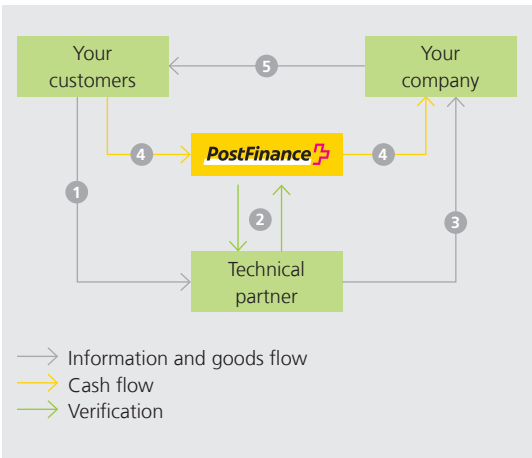 Your
customers
5
Your
company
4
PostFinance
4
1
2
3
Technical
partner
Information and goods flow
Cash flow
Verification